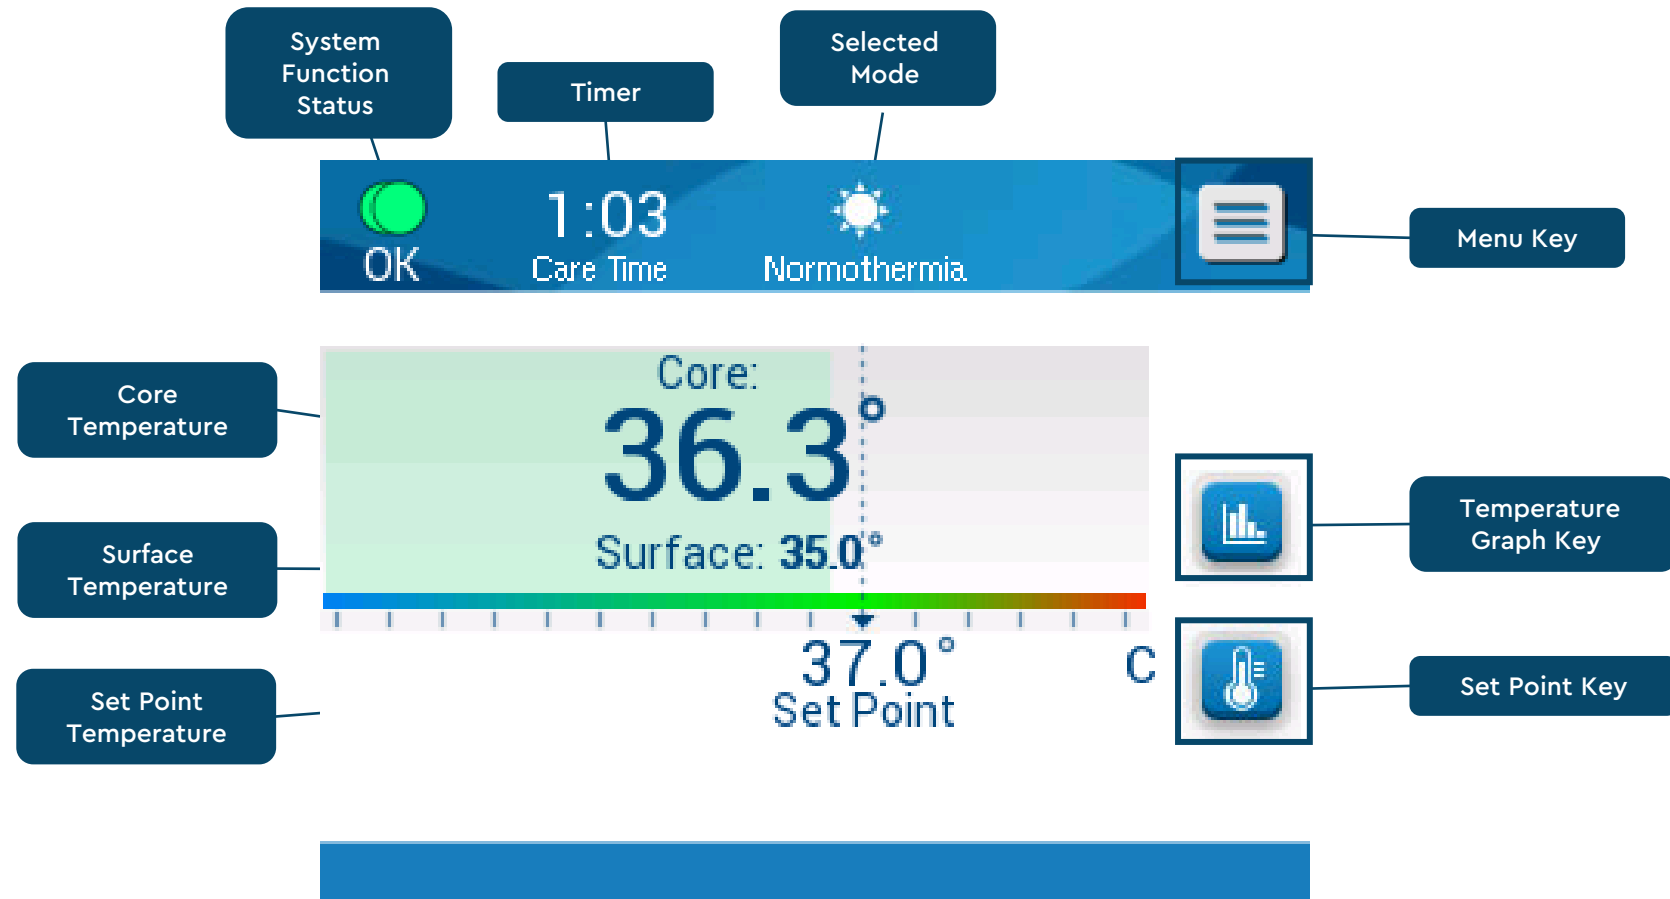 System
Function
Status
Timer
Selected
Mode
1:03
OK
Care Time
Normothermia
Menu Key
Core
Temperature
Core:
36.3°
Surface: 35.0°
Surface
Temperature
Temperature
Graph Key
37.0°
C
Set Point
Set Point
Temperature
Set Point Key